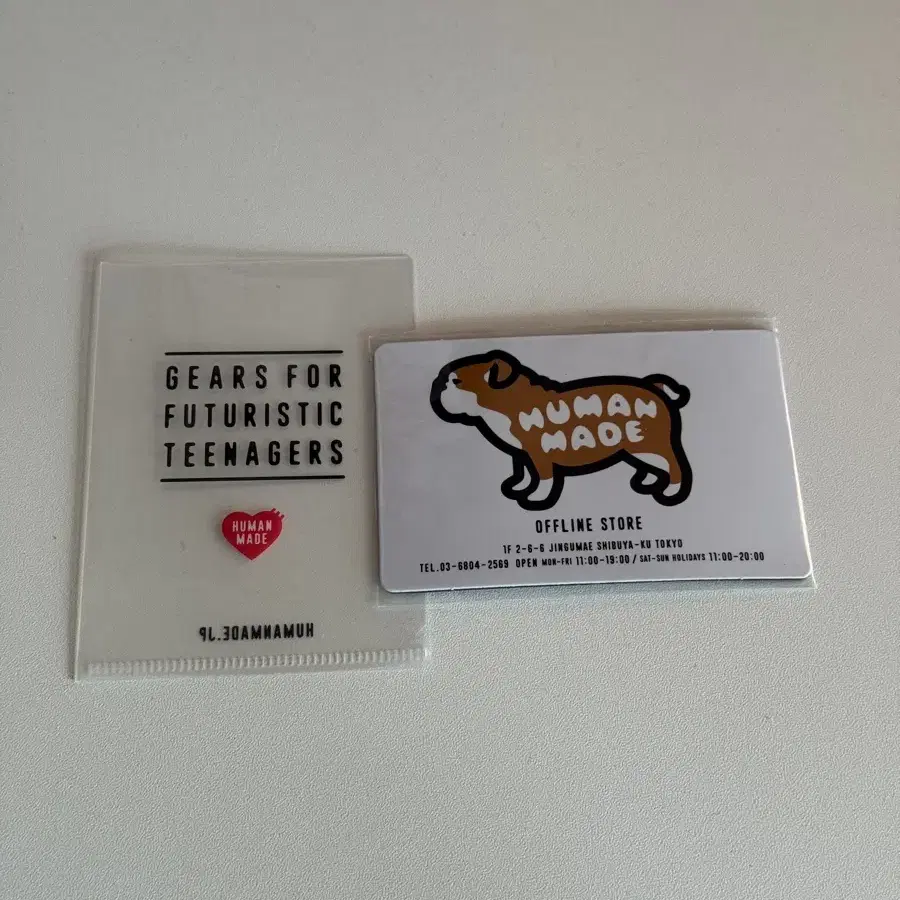 GEARS FOR
FUTURISTIC
TEENAGERS
HUMAN
MADE
HUMANMADE.JP
HUMAN
MADE
OFFLINE STORE
1F 2-6-6 JINGUMAE SHIBUYA-KU TOKYO
TEL.03-6804-2569 OPEN MON-FRI 11:00-19:00 / SAT-SUN HOLIDAYS 11:00-20:00